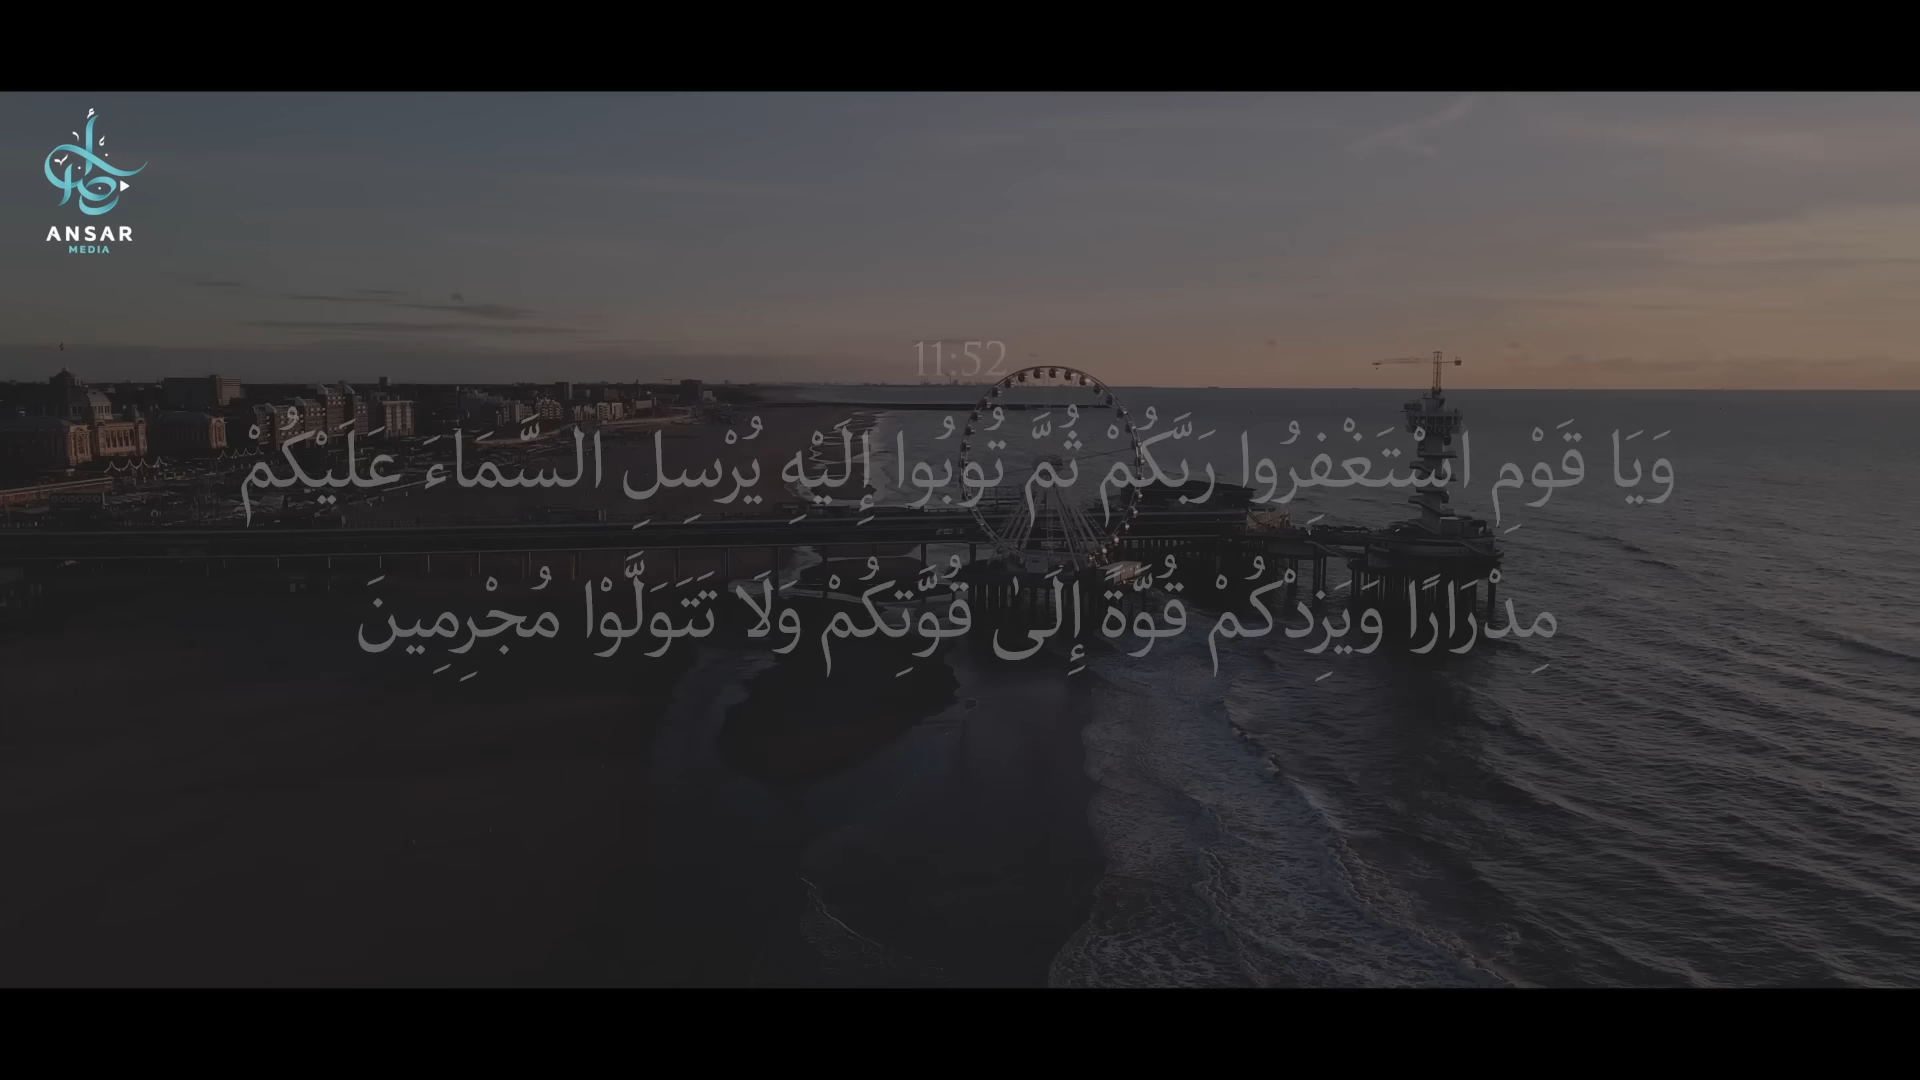 ANSAR
MEDIA
11:52
وَيَا قَوْمِ اسْتَغْفِرُوا رَبَّكُمْ ثُمَّ تُوبُوا إِلَيْهِ يُرْسِلِ السَّمَاءَ عَلَيْكُمْ
مِدْرَارًا وَيَزِدْكُمْ قُوَّةً إِلَىٰ قُوَّتِكُمْ وَلَا تَتَوَلَّوْا مُجْرِمِينَ